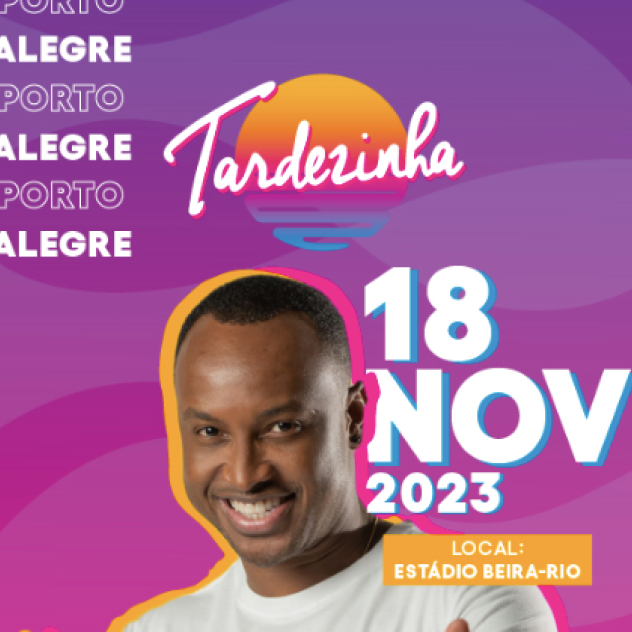 PORTO
ALEGRE
PORTO
ALEGRE
PORTO
ALEGRE
Tardezinha
18
NOV
2023
LOCAL:
ESTÁDIO BEIRA-RIO